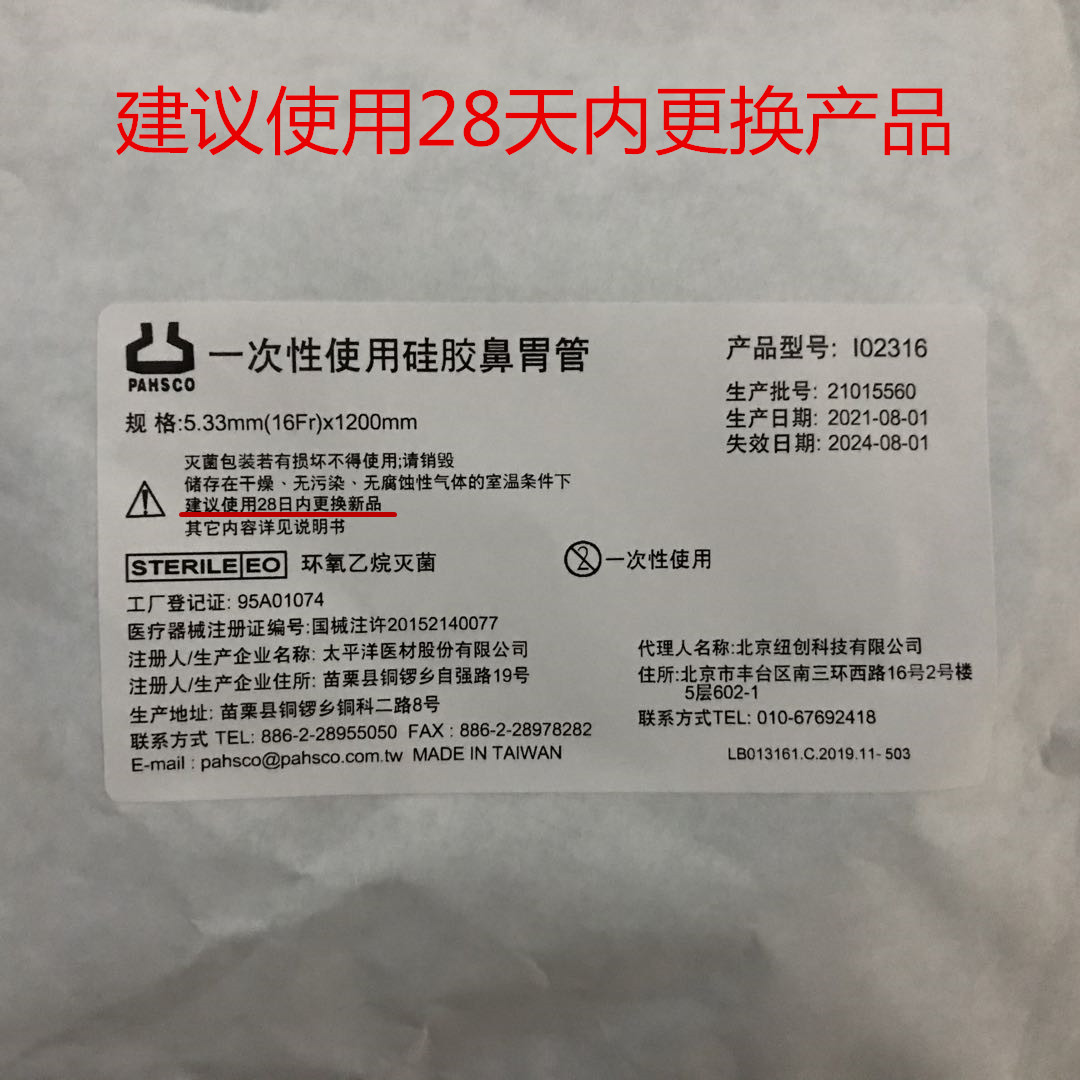 建议使用28天内更换产品
PAHSCO
一次性使用硅胶鼻胃管
产品型号: I02316
规 格:5.33mm(16Fr)x1200mm
生产批号: 21015560
生产日期: 2021-08-01
失效日期: 2024-08-01
灭菌包装若有损坏不得使用;请销毁
储存在干燥、无污染、无腐蚀性气体的室温条件下
建议使用28日内更换新品
其它内容详见说明书
STERILE EO 环氧乙烷灭菌
2 一次性使用
工厂登记证: 95A01074
医疗器械注册证编号:国械注许20152140077
注册人/生产企业名称: 太平洋医材股份有限公司
注册人/生产企业住所: 苗栗县铜锣乡自强路19号
生产地址: 苗栗县铜锣乡铜科二路8号
联系方式 TEL: 886-2-28955050 FAX : 886-2-28978282
E-mail : pahsco@pahsco.com.tw MADE IN TAIWAN
代理人名称:北京纽创科技有限公司
住所:北京市丰台区南三环西路16号2号楼
5层602-1
联系方式TEL: 010-67692418
LB013161.C.2019.11- 503